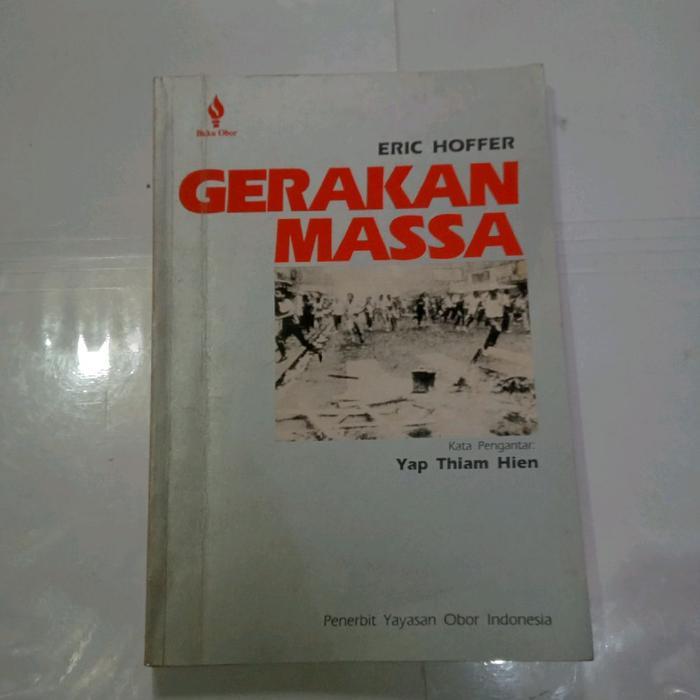 Buku Obor
ERIC HOFFER
GERAKAN
MASSA
Kata Pengantar:
Yap Thiam Hien
Penerbit Yayasan Obor Indonesia